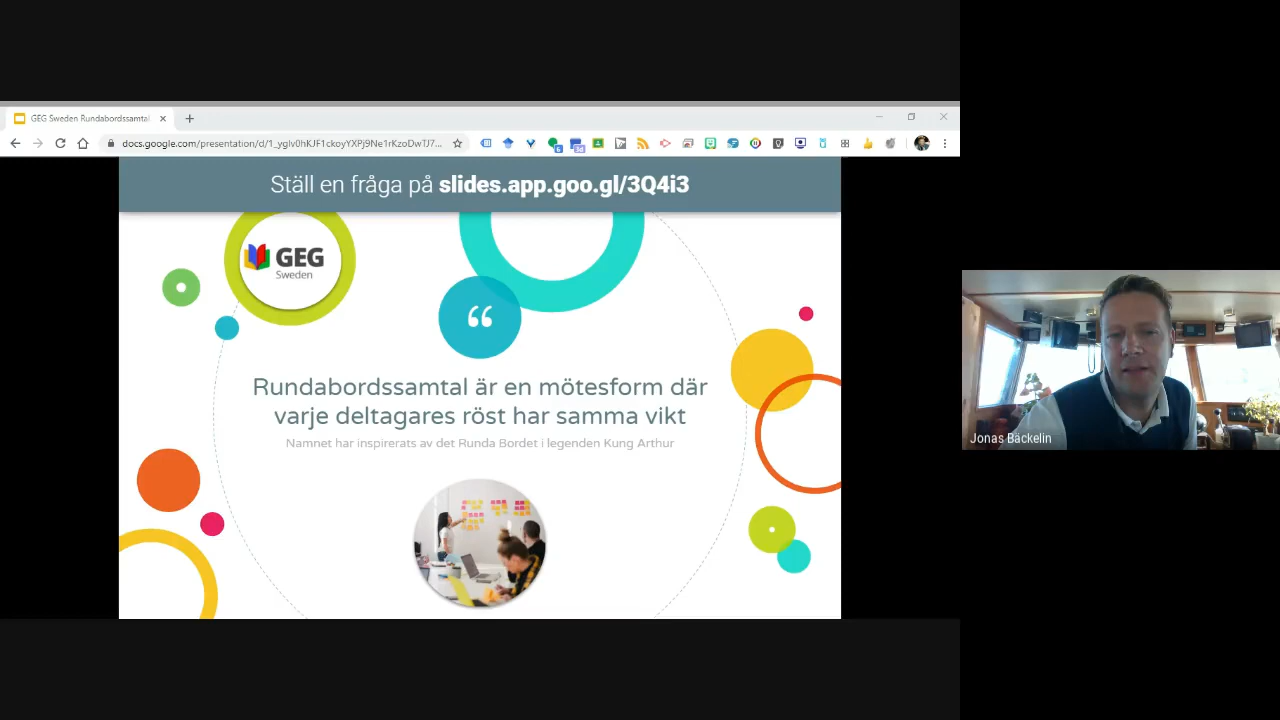 GEG Sweden Rundabordssamtal
docs.google.com/presentation/d/1_yglv0hKJF1ckoyYXPj9Ne1rKzoDwTJ7...
Ställ en fråga på slides.app.goo.gl/3Q4i3
GEG
Sweden
“
Rundabordssamtal är en mötesform där
varje deltagares röst har samma vikt
Namnet har inspirerats av det Runda Bordet i legenden Kung Arthur
Jonas Bäckelin